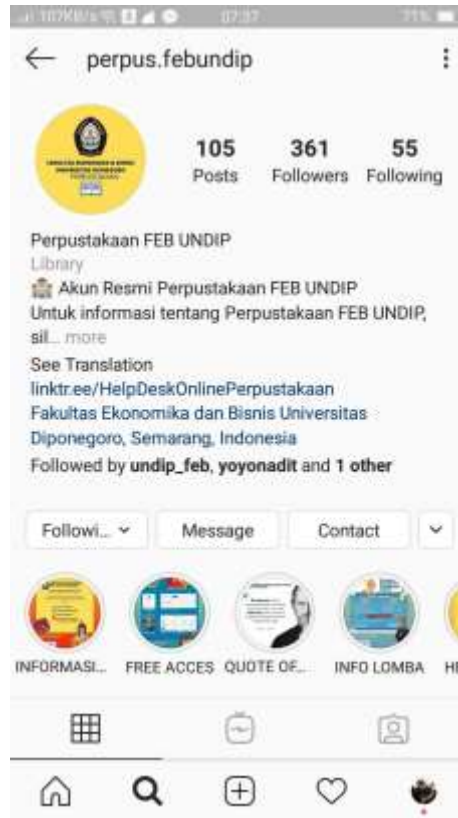 107KB/s 07:37 71%
perpus.febundip
105 361 55
Posts Followers Following
Perpustakaan FEB UNDIP
Library
Akun Resmi Perpustakaan FEB UNDIP
Untuk informasi tentang Perpustakaan FEB UNDIP,
sil... more
See Translation
linktr.ee/HelpDeskOnlinePerpustakaan
Fakultas Ekonomika dan Bisnis Universitas
Diponegoro, Semarang, Indonesia
Followed by undip_feb, yoyonadit and 1 other
Followi... Message Contact
INFORMASI... FREE ACCES QUOTE OF... INFO LOMBA HE